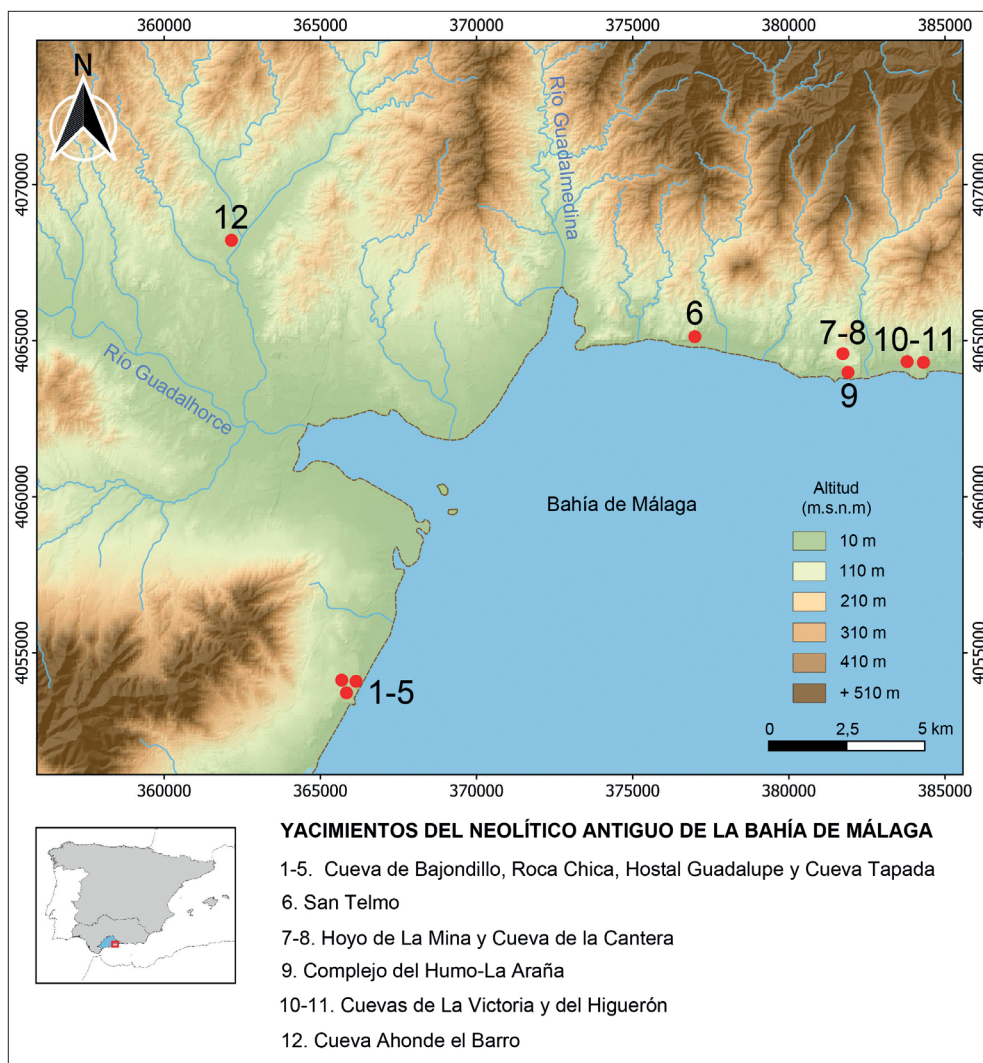 360000 365000 370000 375000 380000 385000
N
Río Guadalmedina
4070000 4070000
12
6
7-8
10-11
4065000 4065000
9
Río Guadalhorce
4060000 4060000
Bahía de Málaga
Altitud
(m.s.n.m)
10 m
110 m
210 m
310 m
410 m
+ 510 m
4055000 4055000
1-5
0 2,5 5 km
360000 365000 370000 375000 380000 385000
YACIMIENTOS DEL NEOLÍTICO ANTIGUO DE LA BAHÍA DE MÁLAGA
1-5. Cueva de Bajondillo, Roca Chica, Hostal Guadalupe y Cueva Tapada
6. San Telmo
7-8. Hoyo de La Mina y Cueva de la Cantera
9. Complejo del Humo-La Araña
10-11. Cuevas de La Victoria y del Higuerón
12. Cueva Ahonde el Barro